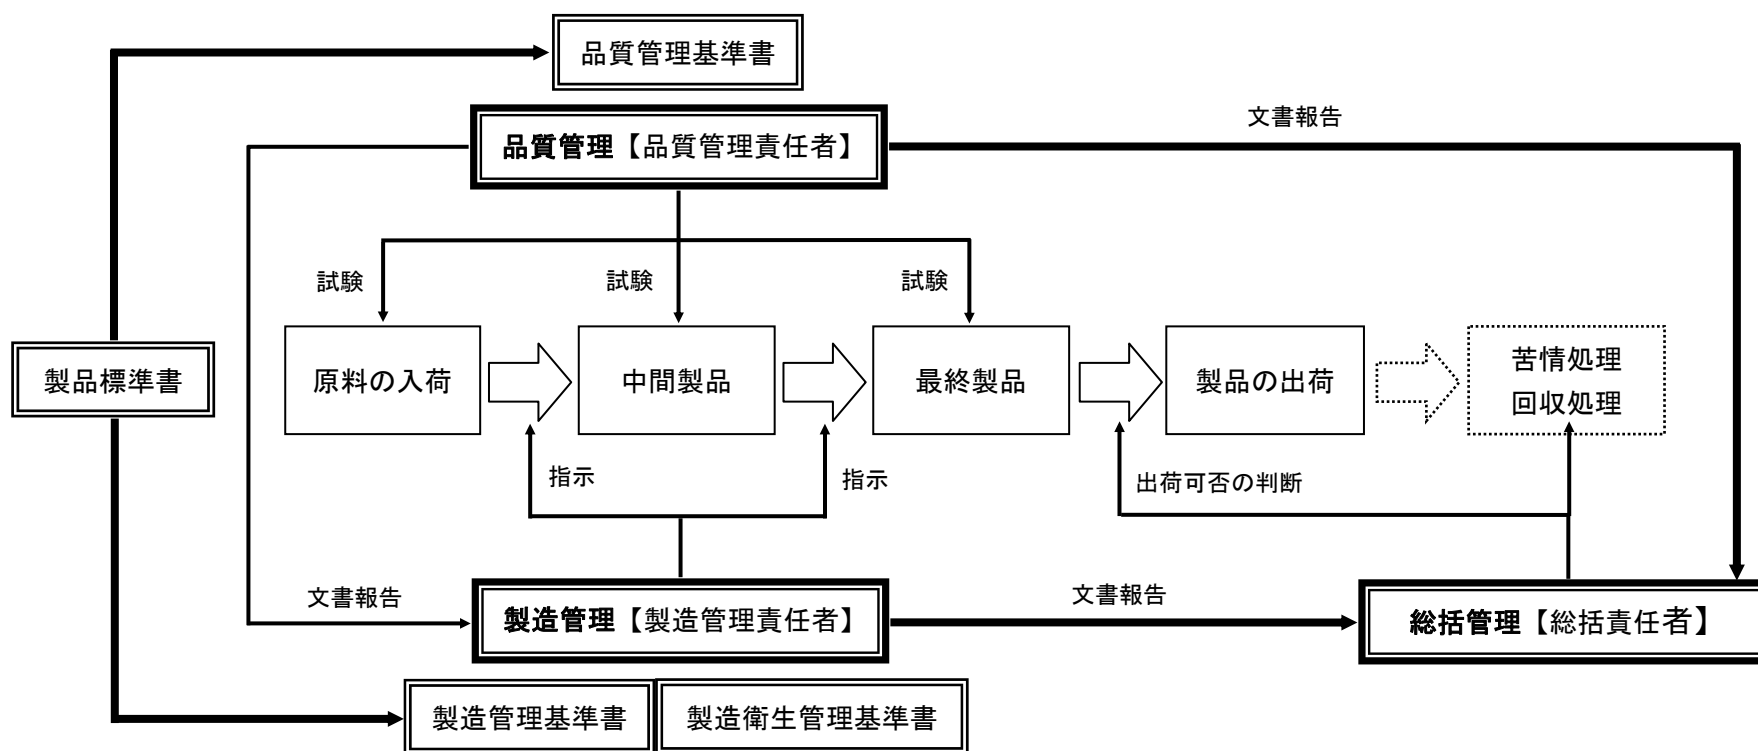 品質管理基準書
文書報告
品質管理【品質管理責任者】
試験
試験
試験
製品標準書
原料の入荷
中間製品
最終製品
製品の出荷
苦情処理
回収処理
指示
指示
出荷可否の判断
文書報告
製造管理【製造管理責任者】
文書報告
総括管理【総括責任者】
製造管理基準書
製造衛生管理基準書